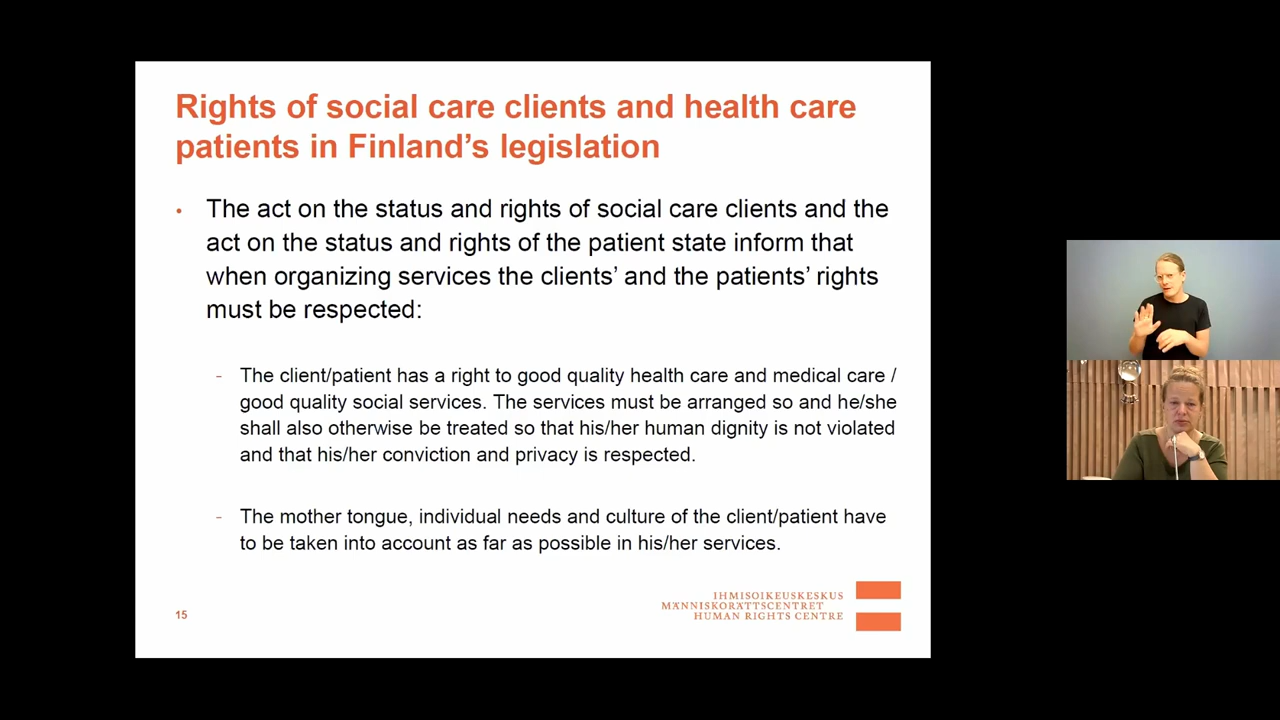 Rights of social care clients and health care
patients in Finland's legislation
• The act on the status and rights of social care clients and the
act on the status and rights of the patient state inform that
when organizing services the clients' and the patients' rights
must be respected:
- The client/patient has a right to good quality health care and medical care /
good quality social services. The services must be arranged so and he/she
shall also otherwise be treated so that his/her human dignity is not violated
and that his/her conviction and privacy is respected.
- The mother tongue, individual needs and culture of the client/patient have
to be taken into account as far as possible in his/her services.
15
IHMISOIKEUSKESKUS
MÄNNISKORÄTTSCENTRET
HUMAN RIGHTS CENTRE